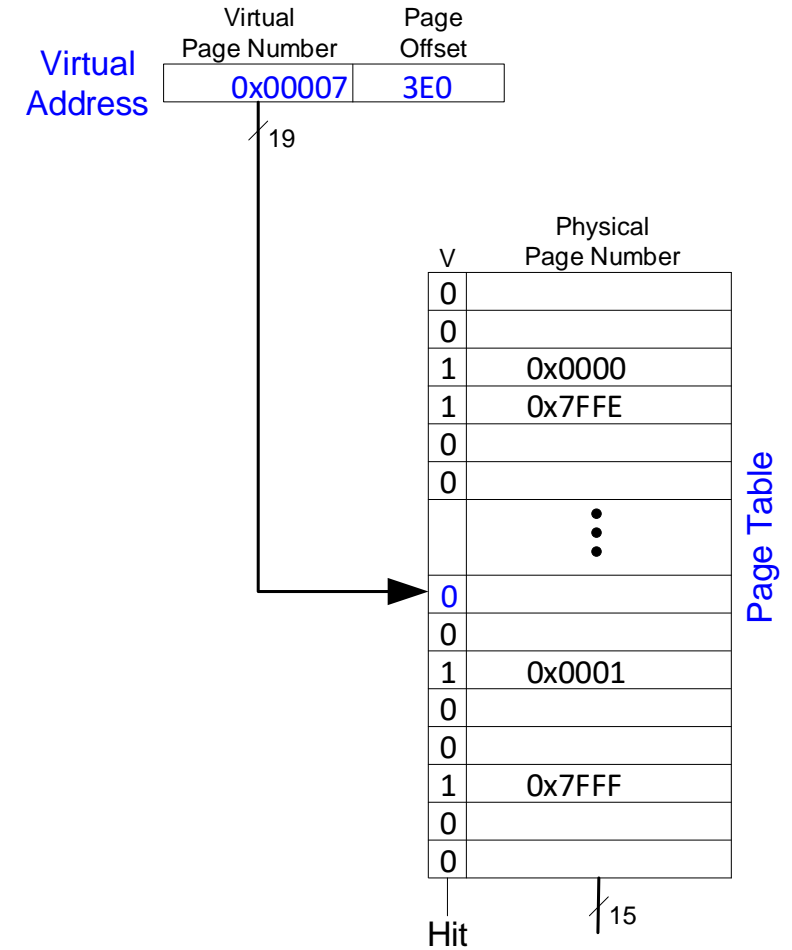 Virtual
Page Number
Page
Offset
Virtual
Address
0x00007
3E0
19
V
Physical
Page Number
0
0
1 0x0000
1 0x7FFE
0
0
0
0
1 0x0001
0
0
1 0x7FFF
0
0
Page Table
Hit
15